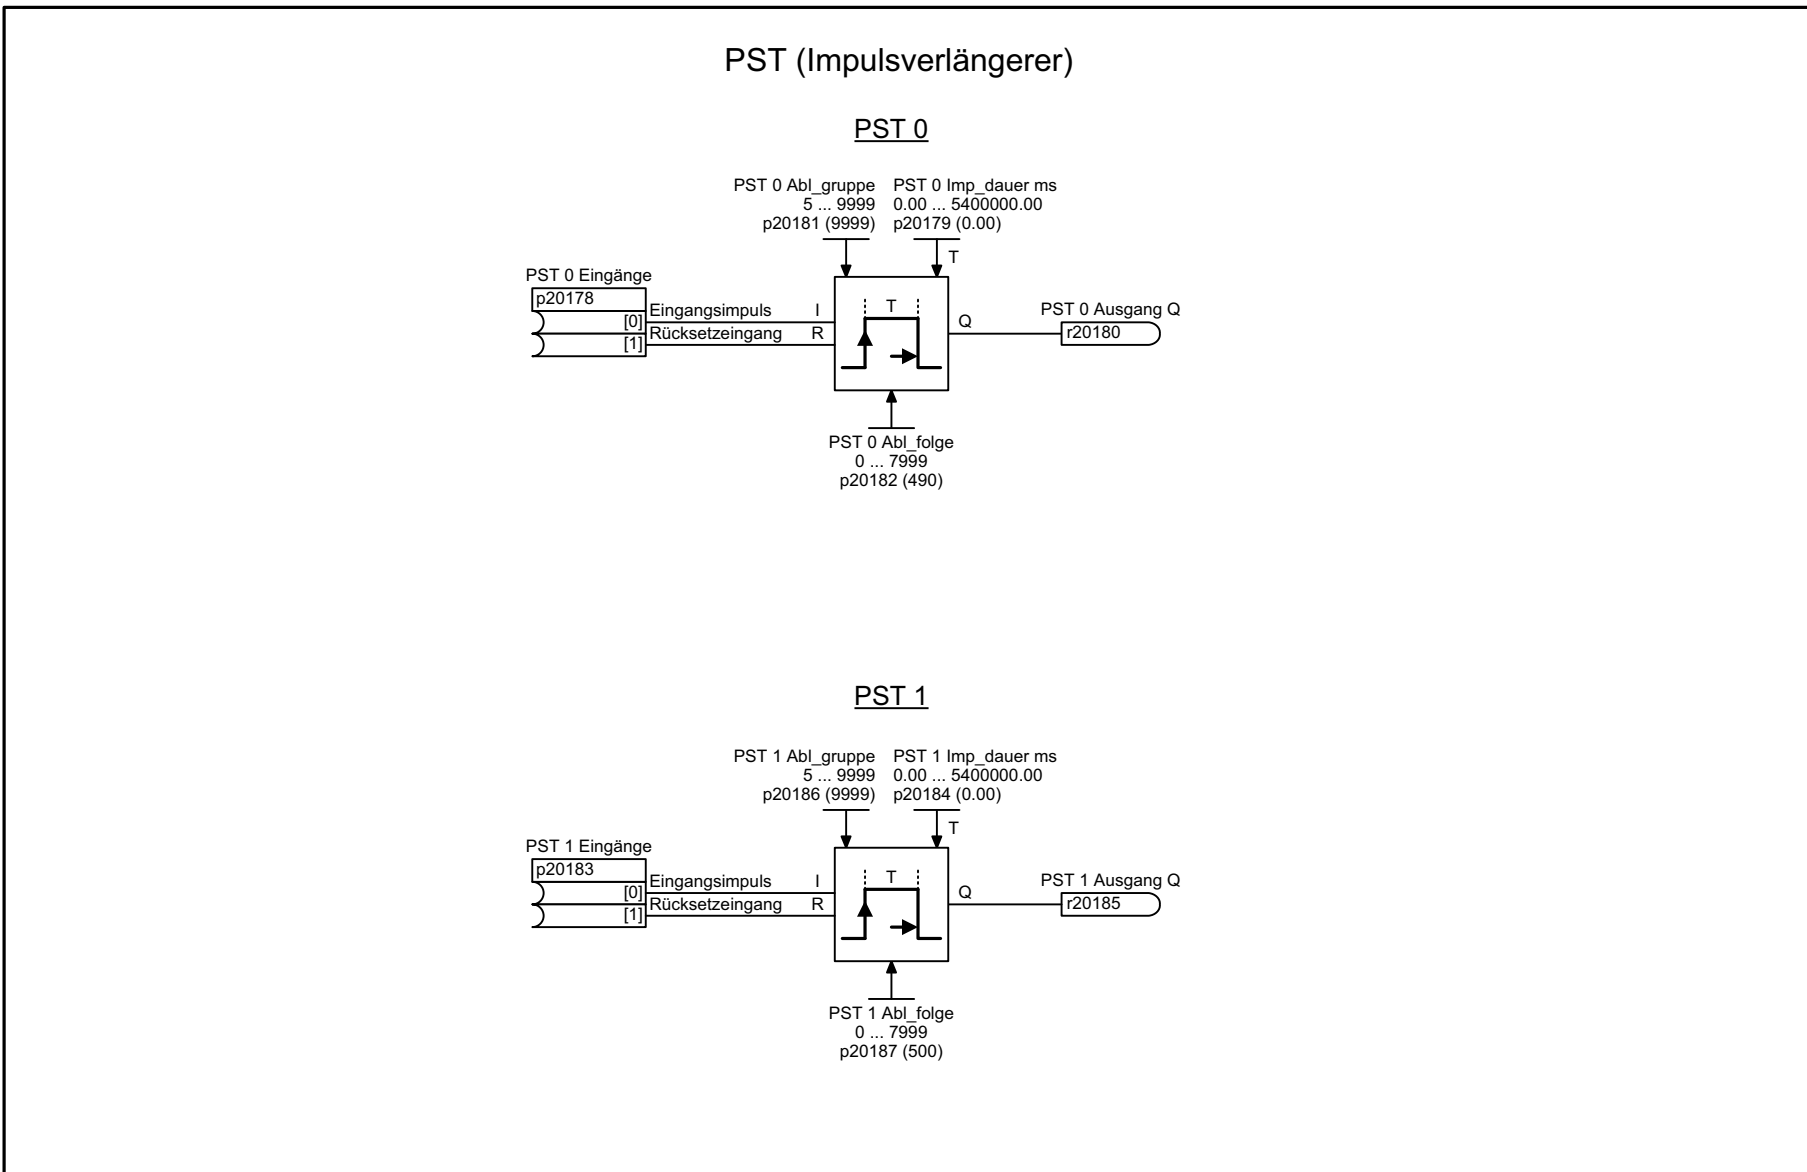 PST (Impulsverlängerer)
PST 0
PST 0 Abl_gruppe
5 ... 9999
p20181 (9999)
PST 0 Imp_dauer ms
0.00 ... 5400000.00
p20179 (0.00)
T
PST 0 Eingänge
p20178
[0]
[1]
Eingangsimpuls I
Rücksetzeingang R
T
Q
PST 0 Ausgang Q
r20180
PST 0 Abl_folge
0 ... 7999
p20182 (490)
PST 1
PST 1 Abl_gruppe
5 ... 9999
p20186 (9999)
PST 1 Imp_dauer ms
0.00 ... 5400000.00
p20184 (0.00)
T
PST 1 Eingänge
p20183
[0]
[1]
Eingangsimpuls I
Rücksetzeingang R
T
Q
PST 1 Ausgang Q
r20185
PST 1 Abl_folge
0 ... 7999
p20187 (500)